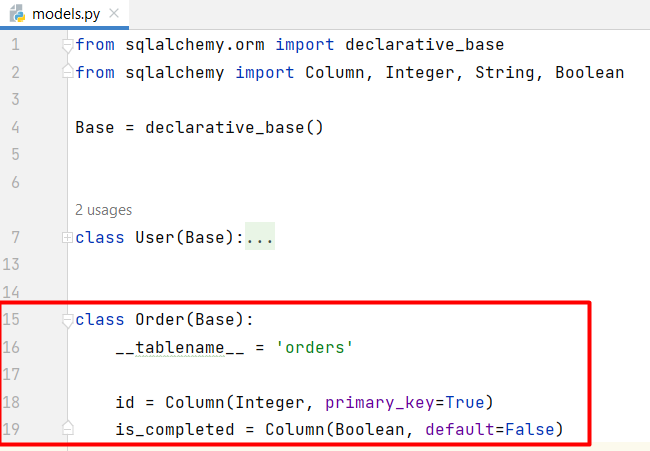 models.py
1 from sqlalchemy.orm import declarative_base
2 from sqlalchemy import Column, Integer, String, Boolean
3
4 Base = declarative_base()
5
6
2 usages
7 class User(Base):...
13
14
15 class Order(Base):
16     __tablename__ = 'orders'
17
18     id = Column(Integer, primary_key=True)
19     is_completed = Column(Boolean, default=False)